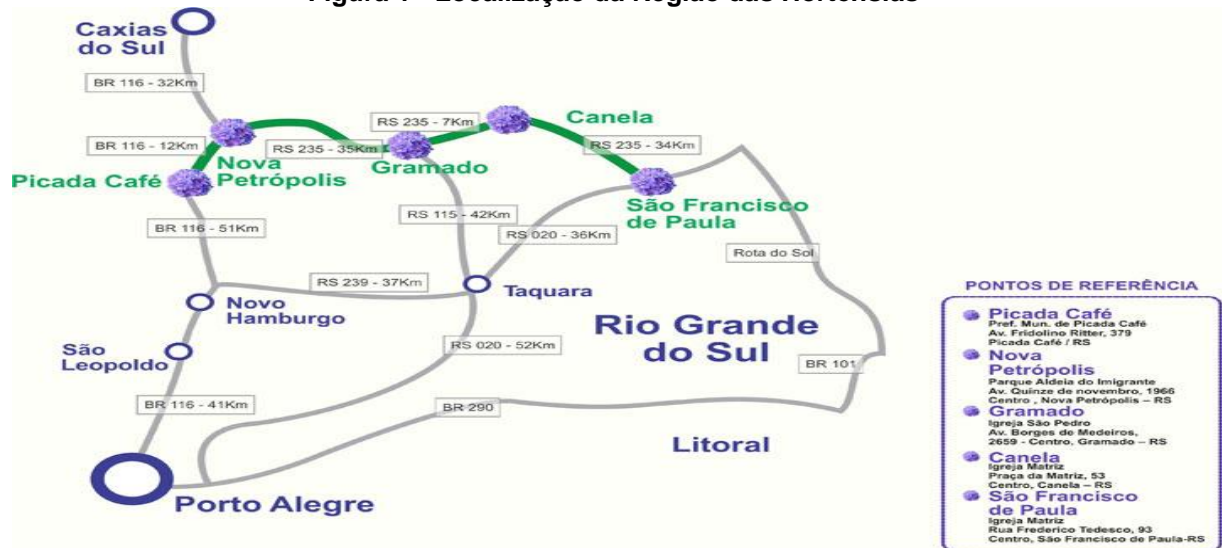 Figura 1 - Localização da Região das Hortênsias
Caxias
do Sul
BR 116 - 32Km
BR 116 - 12Km
Nova
Petrópolis
RS 235 - 35Km
RS 235 - 7Km
Gramado
Canela
RS 235 - 34Km
Picada Café
São Francisco
de Paula
BR 116 - 51Km
RS 115 - 42Km
RS 020 - 36Km
Rota do Sol
RS 239 - 37Km
Taquara
Novo
Hamburgo
São
Leopoldo
RS 020 - 52Km
Rio Grande
do Sul
BR 101
BR 116 - 41Km
BR 290
Litoral
Porto Alegre
PONTOS DE REFERÊNCIA
Picada Café
Pref. Mun. de Picada Café
Av. Fridolino Ritter, 379
Picada Café / RS
Nova
Petrópolis
Parque Aldeia do Imigrante
Av. Quinze de novembro, 1966
Centro , Nova Petrópolis – RS
Gramado
Igreja São Pedro
Av. Borges de Medeiros,
2659 - Centro, Gramado – RS
Canela
Igreja Matriz
Praça da Matriz, 53
Centro, Canela – RS
São Francisco
de Paula
Igreja Matriz
Rua Frederico Tedesco, 93
Centro, São Francisco de Paula-RS